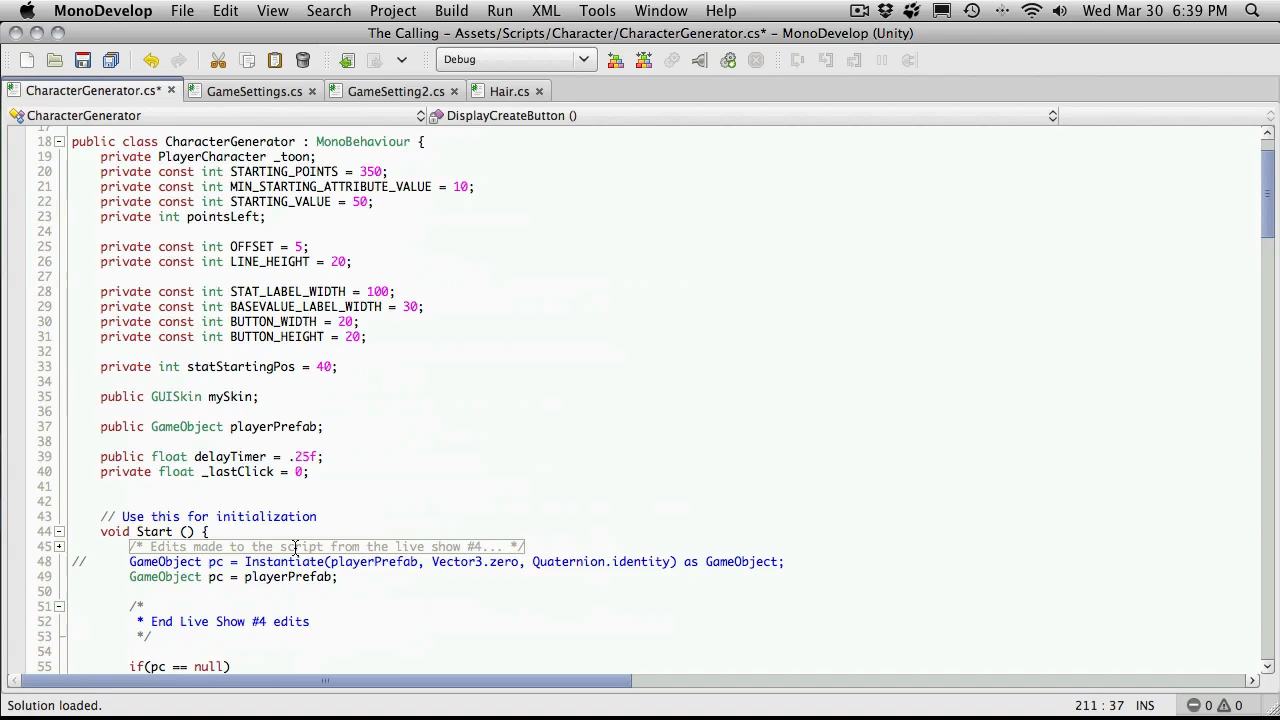 MonoDevelop File Edit View Search Project Build Run XML Tools Window Help Wed Mar 30 6:39 PM
The Calling - Assets/Scripts/Character/CharacterGenerator.cs* - MonoDevelop (Unity)
Debug
CharacterGenerator.cs* GameSettings.cs GameSetting2.cs Hair.cs
CharacterGenerator DisplayCreateButton ()
17
18 public class CharacterGenerator : MonoBehaviour {
19 private PlayerCharacter _toon;
20 private const int STARTING_POINTS = 350;
21 private const int MIN_STARTING_ATTRIBUTE_VALUE = 10;
22 private const int STARTING_VALUE = 50;
23 private int pointsLeft;
24
25 private const int OFFSET = 5;
26 private const int LINE_HEIGHT = 20;
27
28 private const int STAT_LABEL_WIDTH = 100;
29 private const int BASEVALUE_LABEL_WIDTH = 30;
30 private const int BUTTON_WIDTH = 20;
31 private const int BUTTON_HEIGHT = 20;
32
33 private int statStartingPos = 40;
34
35 public GUISkin mySkin;
36
37 public GameObject playerPrefab;
38
39 public float delayTimer = .25f;
40 private float _lastClick = 0;
41
42
43 // Use this for initialization
44 void Start () {
45 /* Edits made to the script from the live show #4... */
48 // GameObject pc = Instantiate(playerPrefab, Vector3.zero, Quaternion.identity) as GameObject;
49 GameObject pc = playerPrefab;
50
51 /*
52 * End Live Show #4 edits
53 */
54
55 if(pc == null)
Solution loaded. 211 : 37 INS 0 0